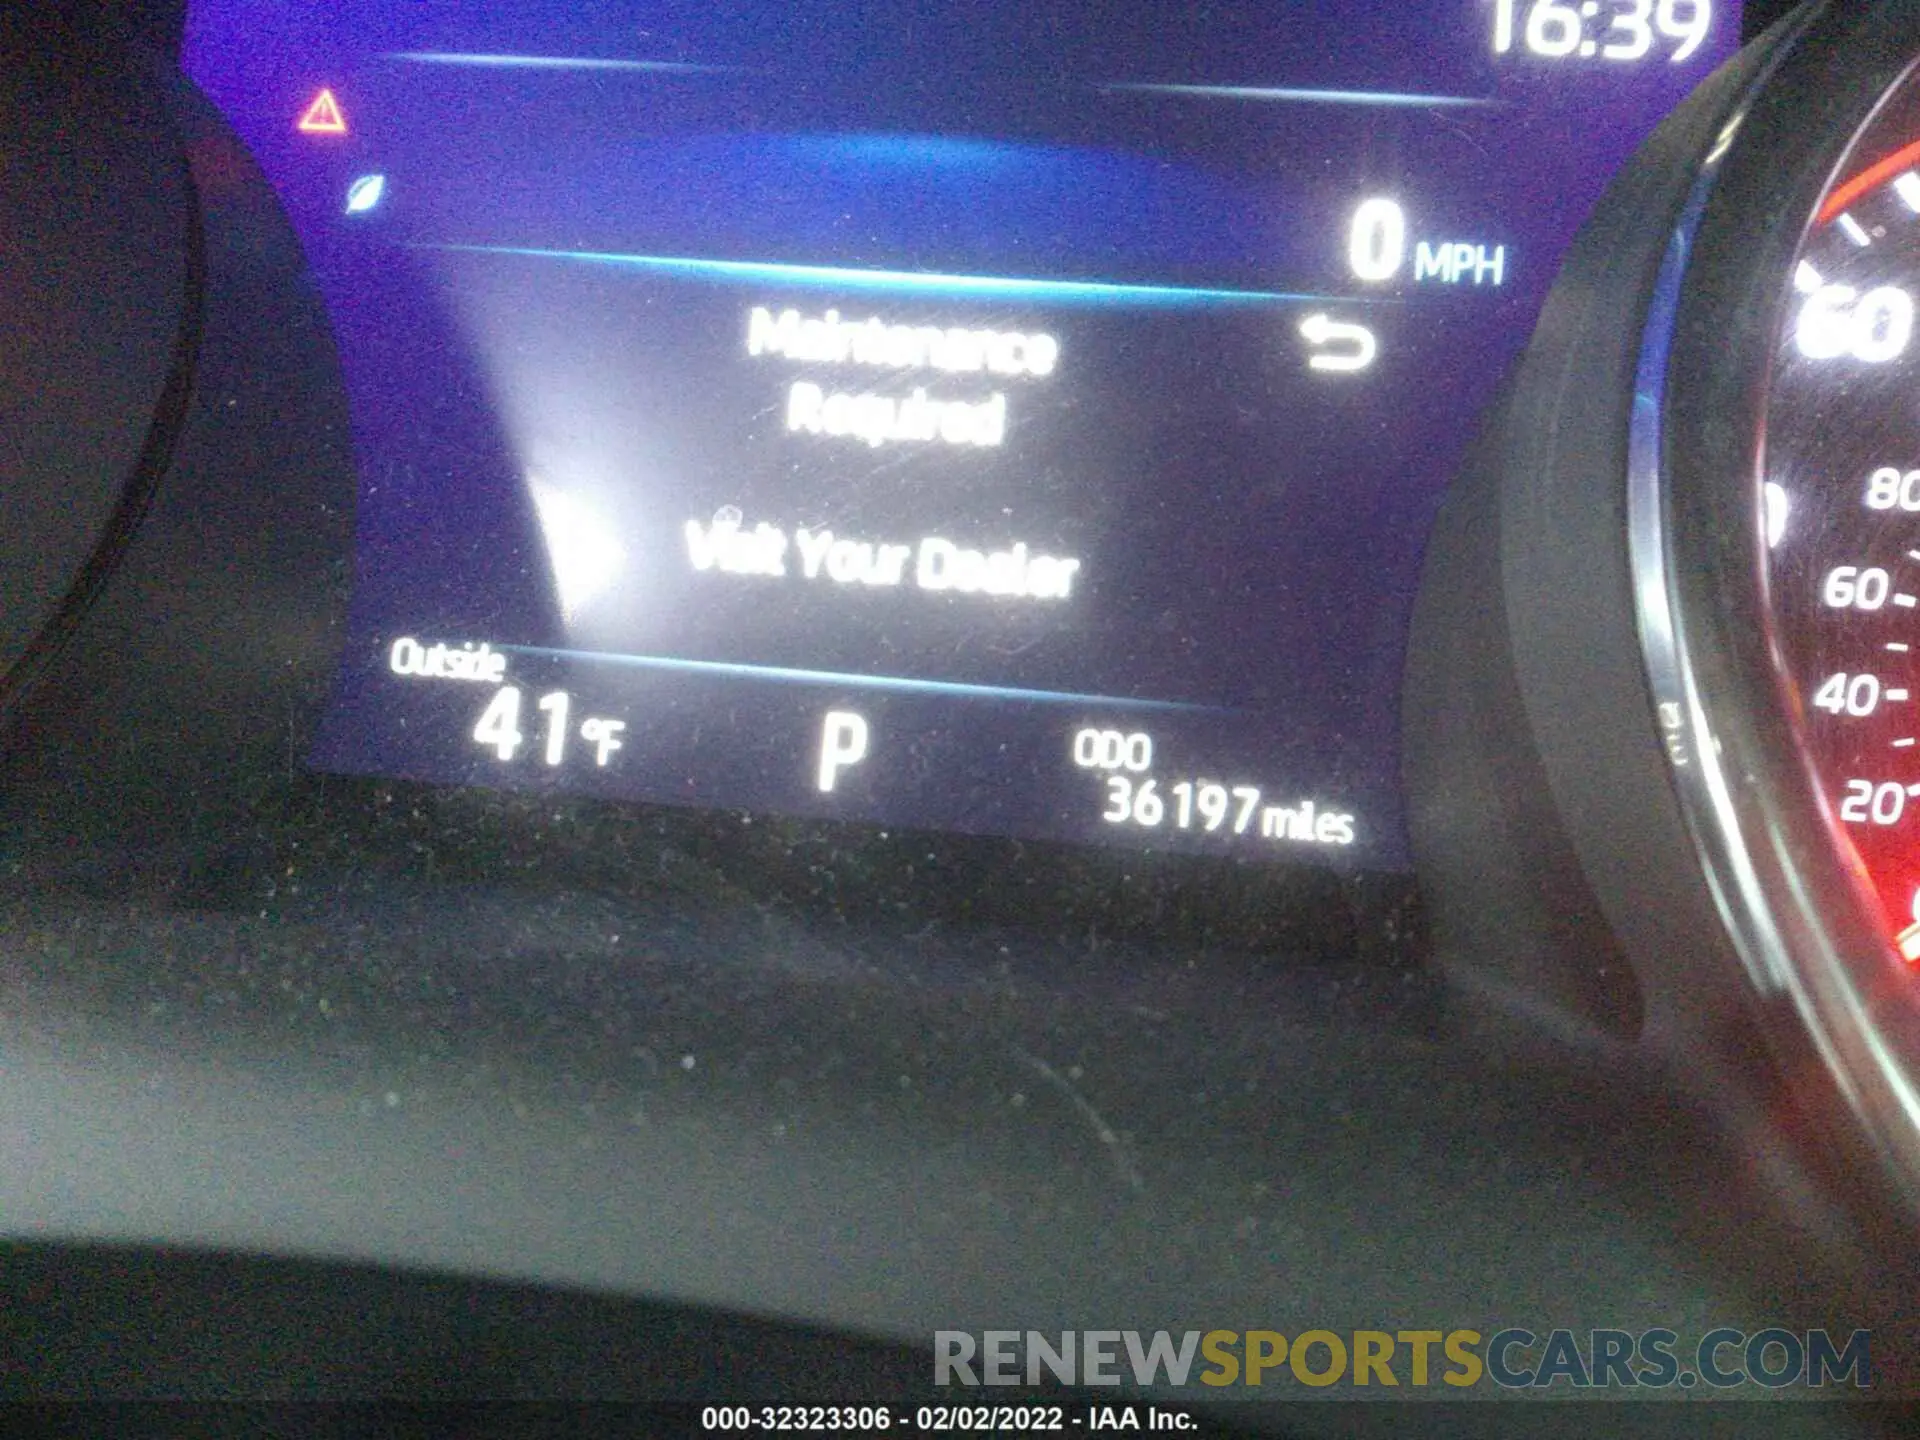 16:39
0 MPH
Maintenance
Required
Visit Your Dealer
Outside
41°F
P
ODO
36197 miles
60
80
60
40
20
RENEWSPORTSCARS.COM
000-32323306 - 02/02/2022 - IAA Inc.